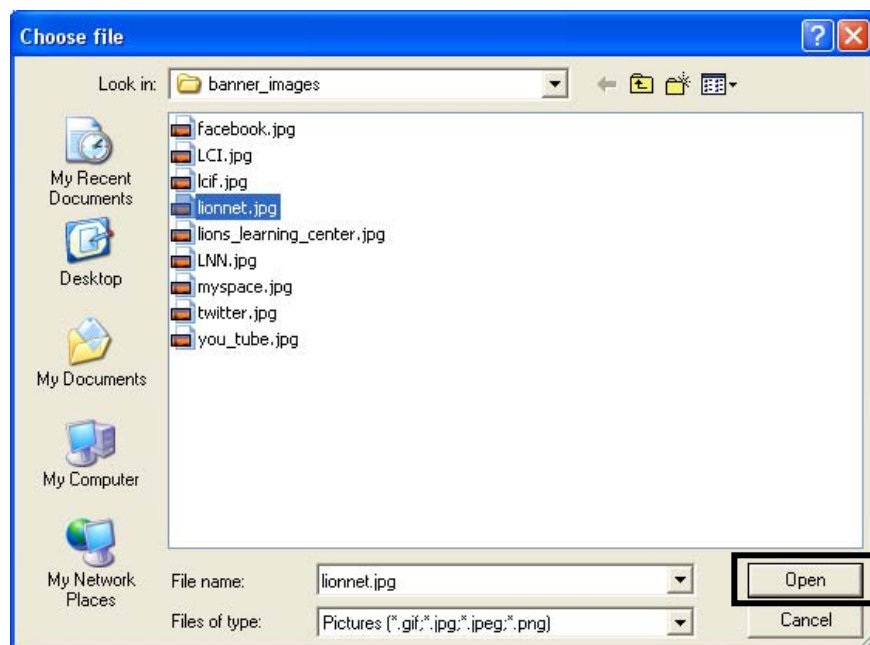 Choose file
Look in: banner_images
My Recent
Documents
Desktop
My Documents
My Computer
My Network
Places
facebook.jpg
LCI.jpg
lcif.jpg
lionnet.jpg
lions_learning_center.jpg
LNN.jpg
myspace.jpg
twitter.jpg
you_tube.jpg
File name: lionnet.jpg Open
Files of type: Pictures (*.gif;*.jpg;*.jpeg;*.png) Cancel